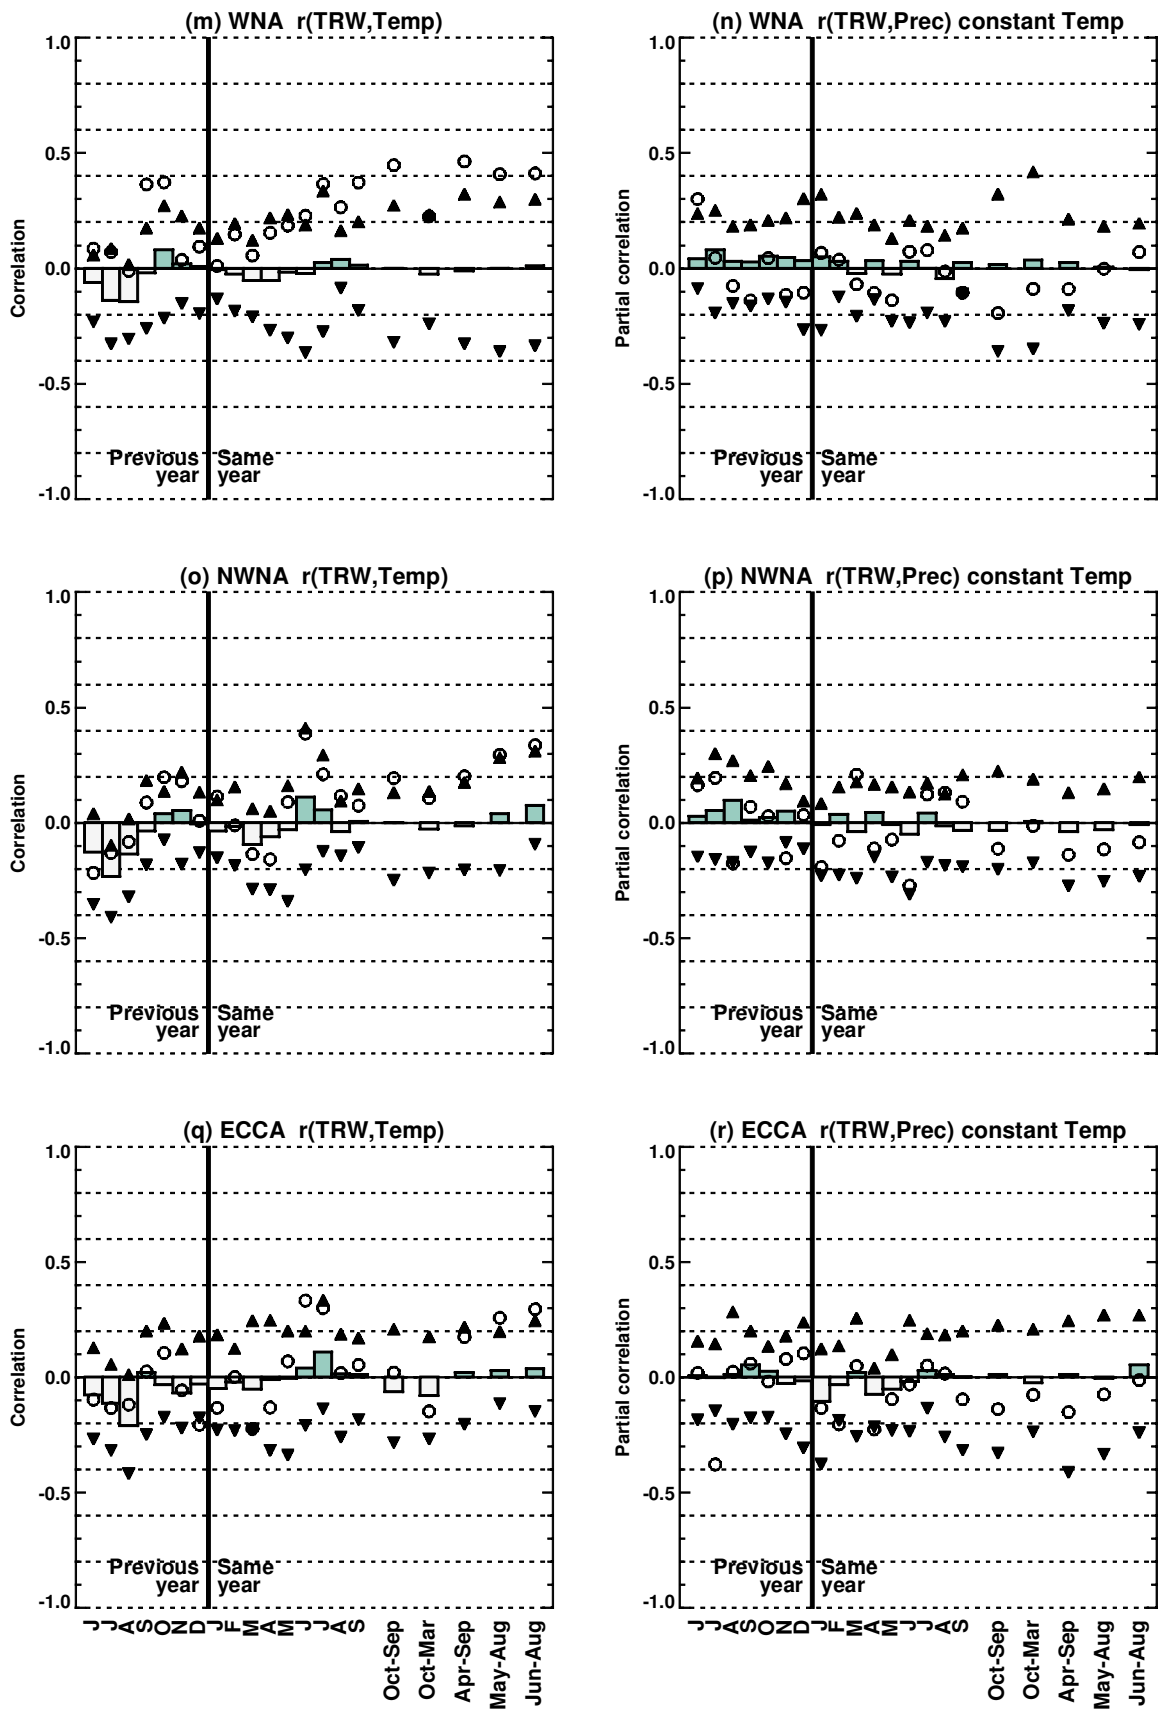 (m) WNA r(TRW,Temp)
(n) WNA r(TRW,Prec) constant Temp
1.0
0.5
0.0
-0.5
-1.0
Correlation
Previous year
Same year
1.0
0.5
0.0
-0.5
-1.0
Partial correlation
Previous year
Same year
(o) NWNA r(TRW,Temp)
(p) NWNA r(TRW,Prec) constant Temp
1.0
0.5
0.0
-0.5
-1.0
Correlation
Previous year
Same year
1.0
0.5
0.0
-0.5
-1.0
Partial correlation
Previous year
Same year
(q) ECCA r(TRW,Temp)
(r) ECCA r(TRW,Prec) constant Temp
1.0
0.5
0.0
-0.5
-1.0
Correlation
Previous year
Same year
1.0
0.5
0.0
-0.5
-1.0
Partial correlation
Previous year
Same year
J J A S O N D J F M A M J J A S Oct-Sep Oct-Mar Apr-Sep May-Aug Jun-Aug
J J A S O N D J F M A M J J A S Oct-Sep Oct-Mar Apr-Sep May-Aug Jun-Aug